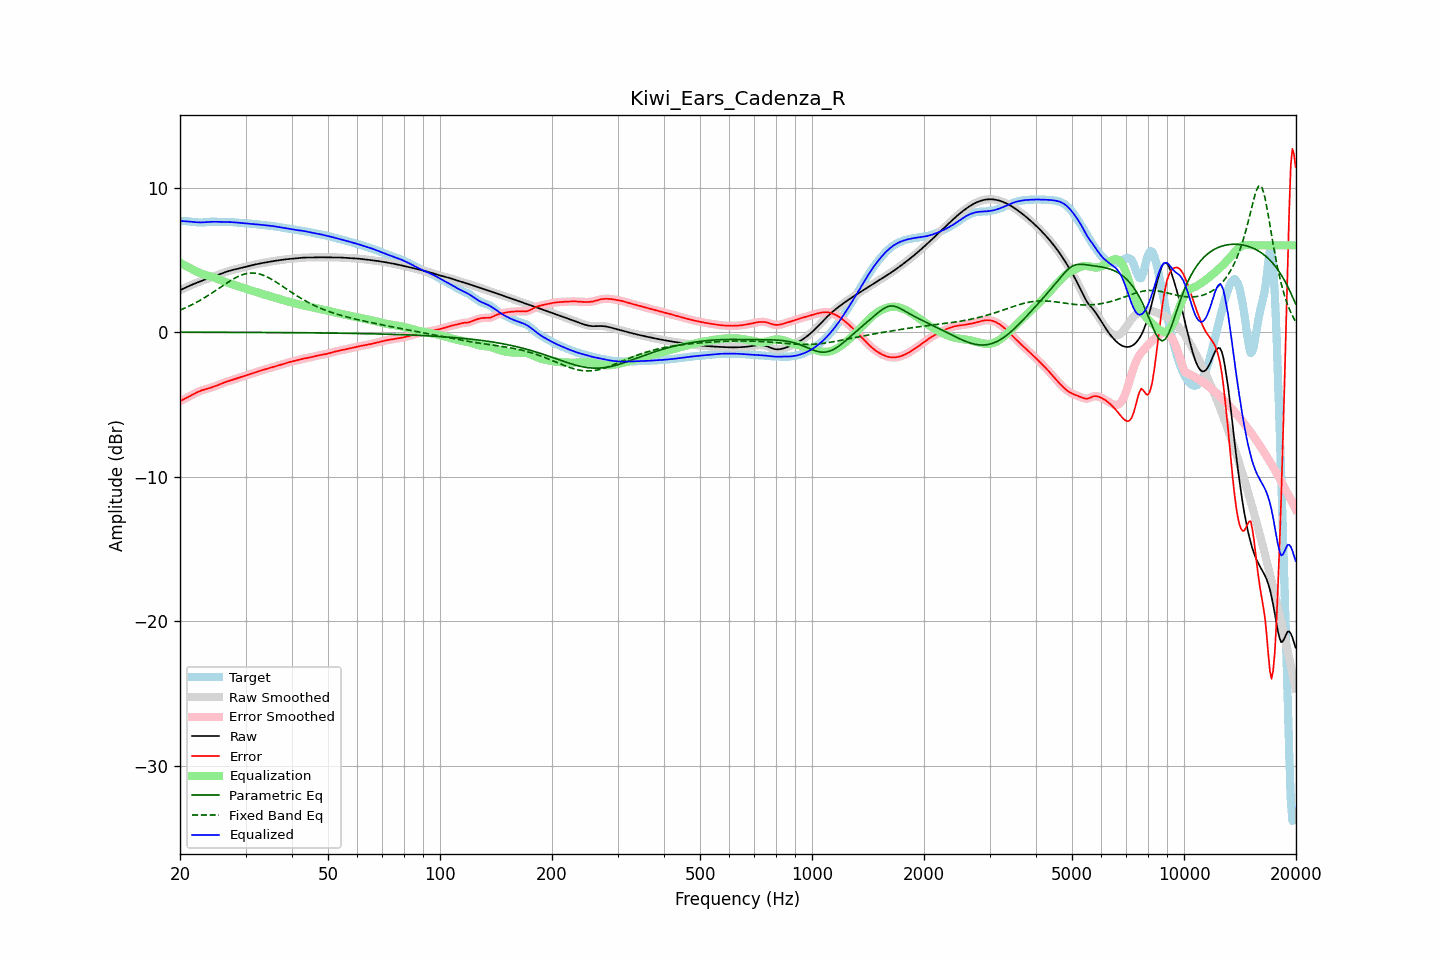 Kiwi_Ears_Cadenza_R
Amplitude (dBr)
10
0
−10
−20
−30
Target
Raw Smoothed
Error Smoothed
Raw
Error
Equalization
Parametric Eq
Fixed Band Eq
Equalized
20
50
100
200
500
1000
2000
5000
10000
20000
Frequency (Hz)